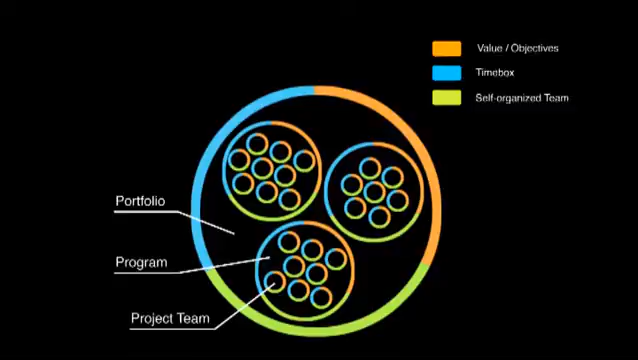 Value / Objectives
Timebox
Self-organized Team
Portfolio
Program
Project Team